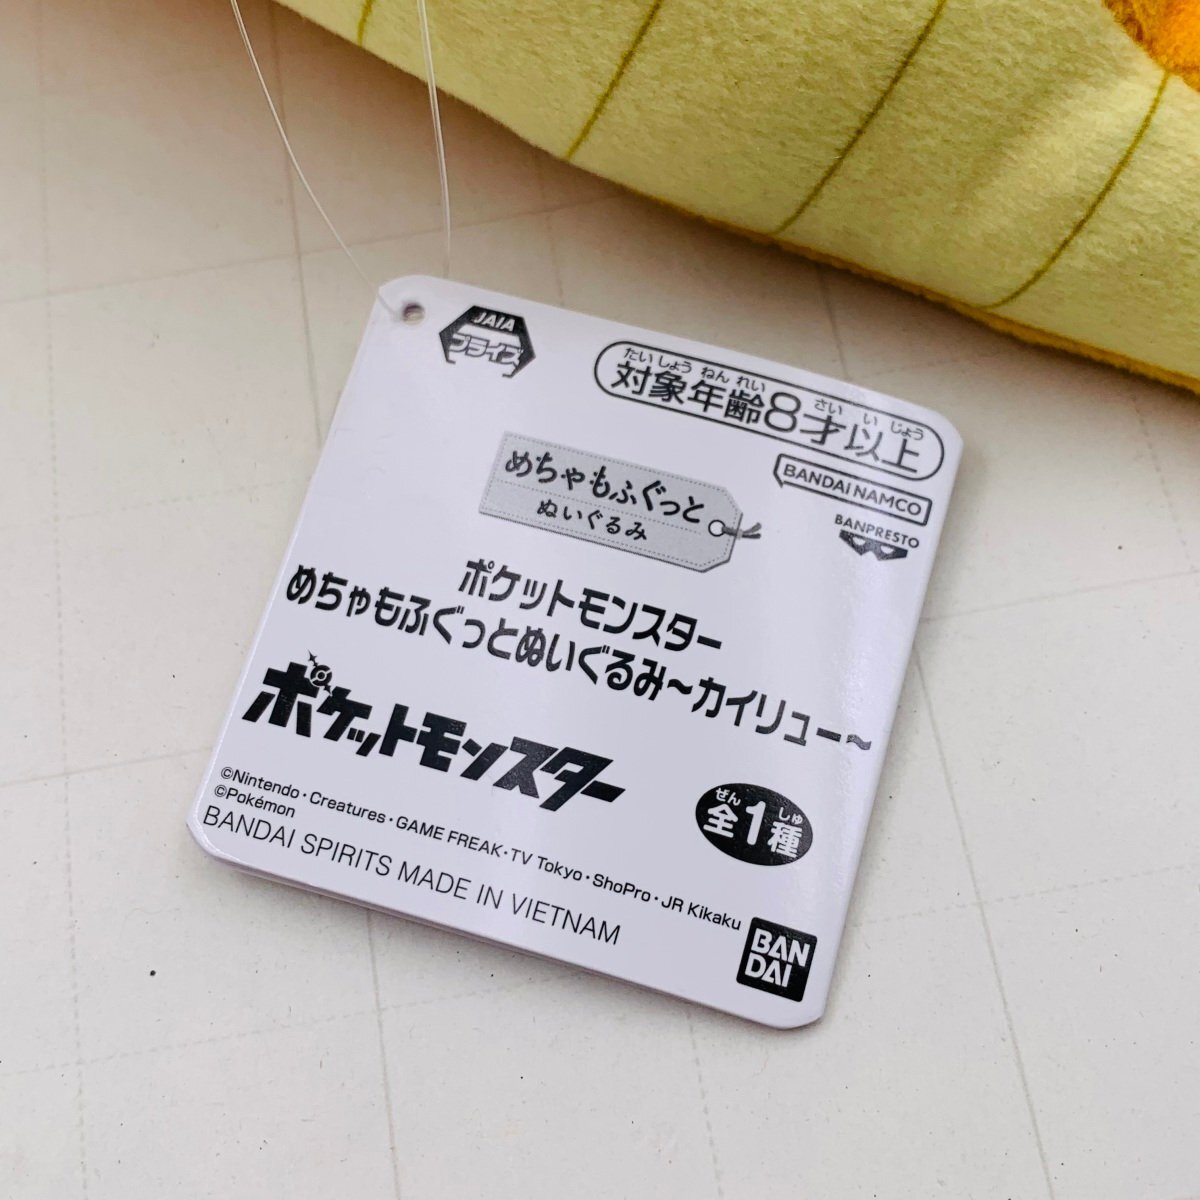 JAIA
プライズ
たいしょうねんれい さいいじょう
対象年齢8才以上
めちゃもふぐっと
ぬいぐるみ
BANDAI NAMCO
BANPRESTO
ポケットモンスター
めちゃもふぐっとぬいぐるみ～カイリュー～
ポケットモンスター
ぜん しゅ
全1種
©Nintendo・Creatures・GAME FREAK・TV Tokyo・ShoPro・JR Kikaku
©Pokémon
BANDAI SPIRITS MADE IN VIETNAM
BAN
DAI